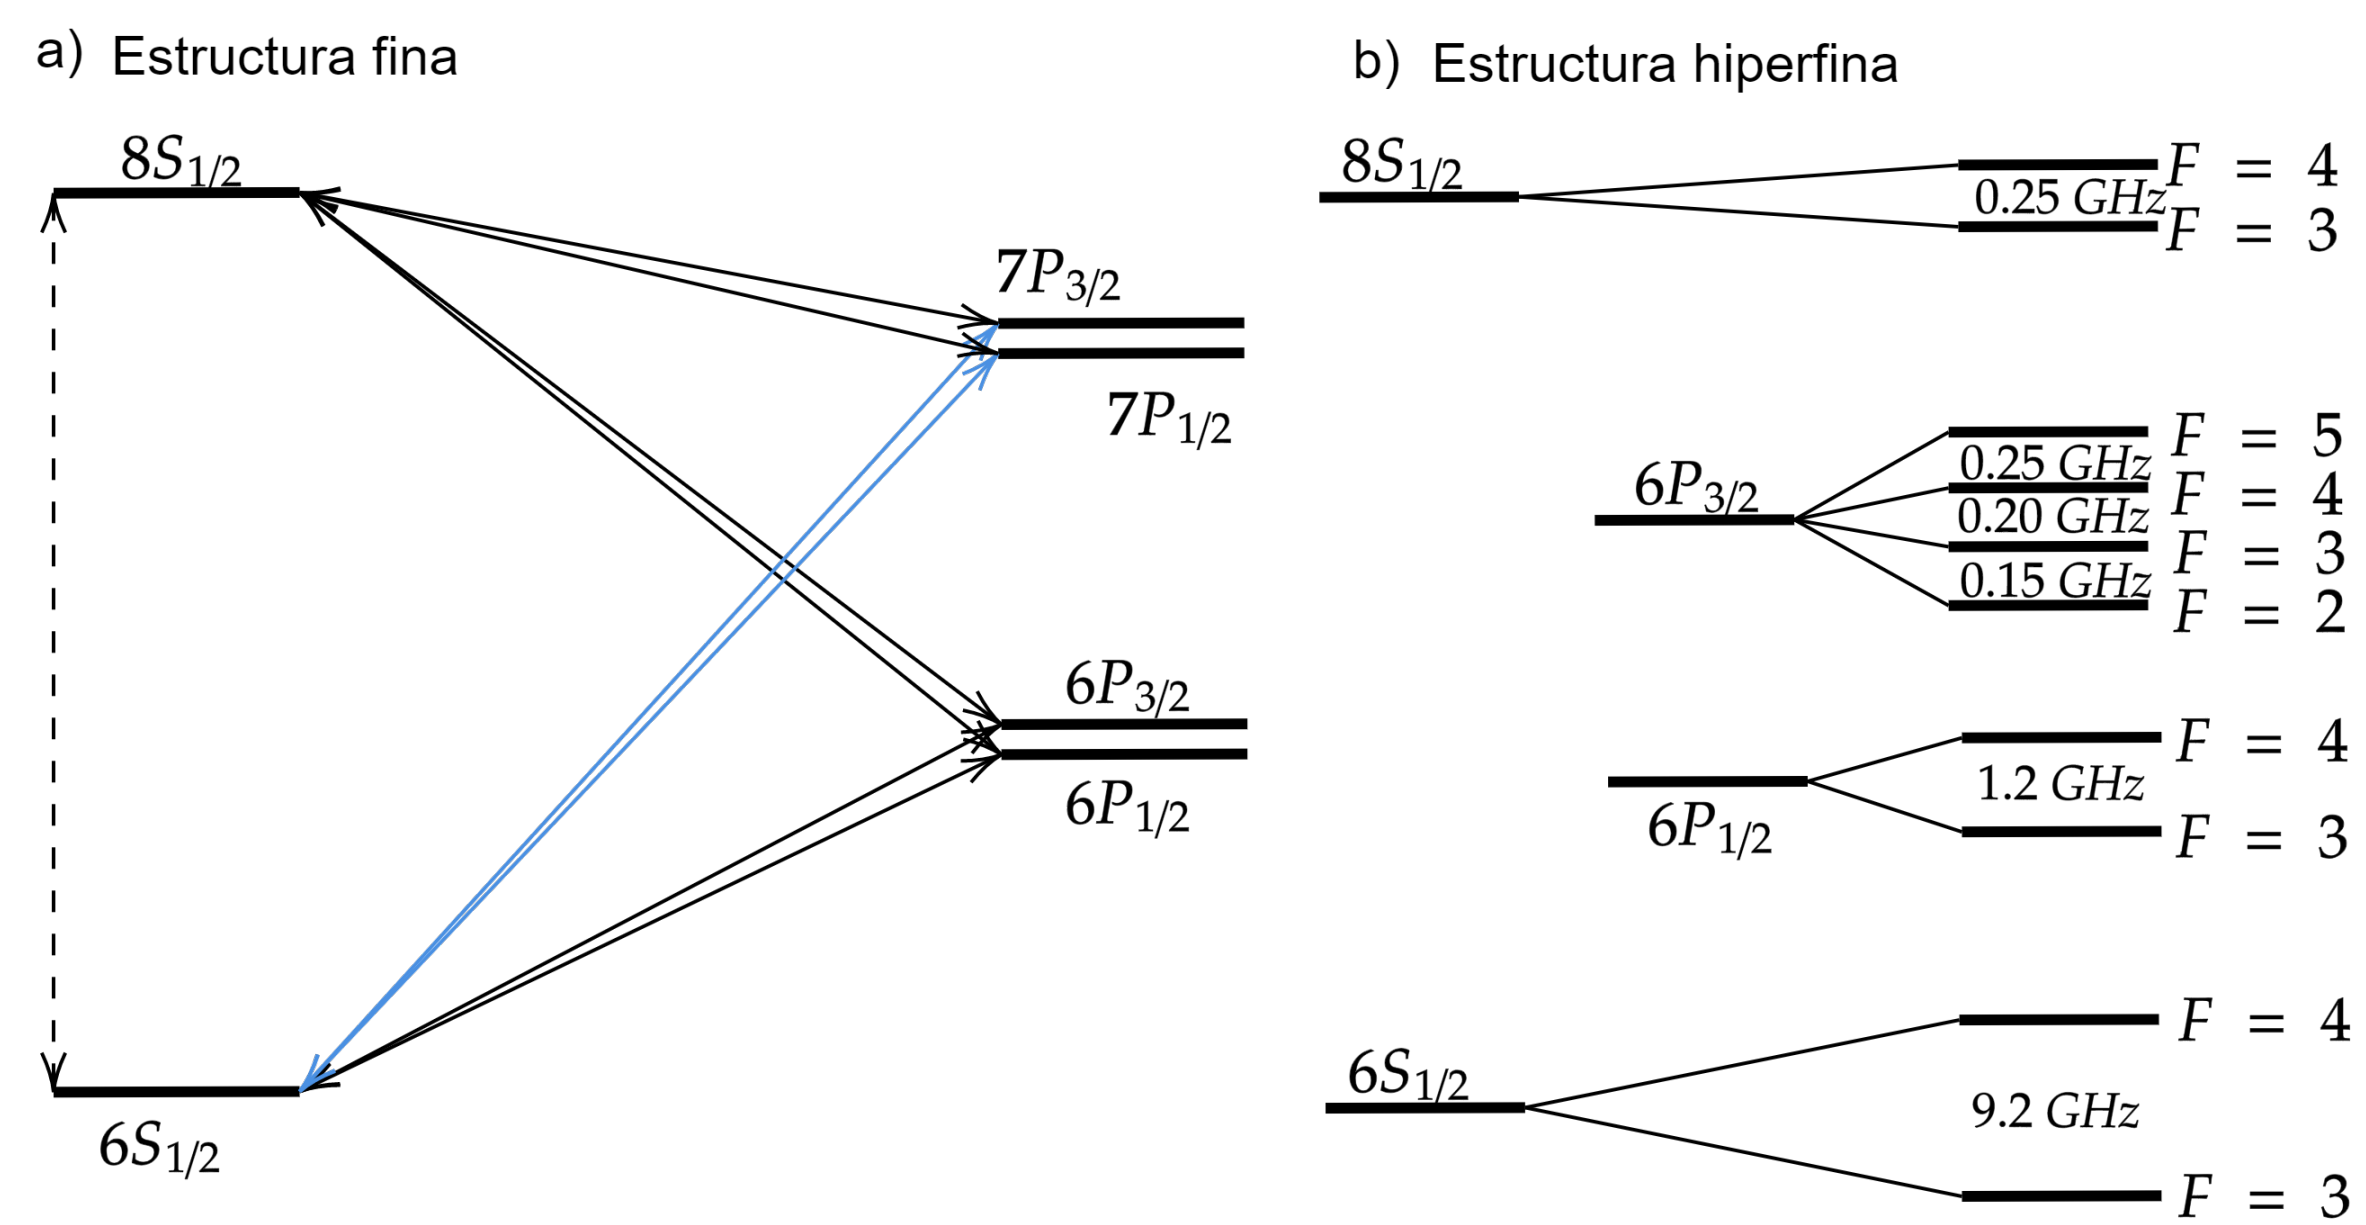 a) Estructura fina
8S1/2
7P3/2
7P1/2
6P3/2
6P1/2
6S1/2
b) Estructura hiperfina
8S1/2
F = 4
0.25 GHz
F = 3
6P3/2
F = 5
0.25 GHz
F = 4
0.20 GHz
F = 3
0.15 GHz
F = 2
6P1/2
F = 4
1.2 GHz
F = 3
6S1/2
F = 4
9.2 GHz
F = 3